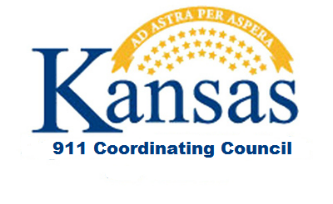 AD ASTRA PER ASPERA
Kansas
911 Coordinating Council